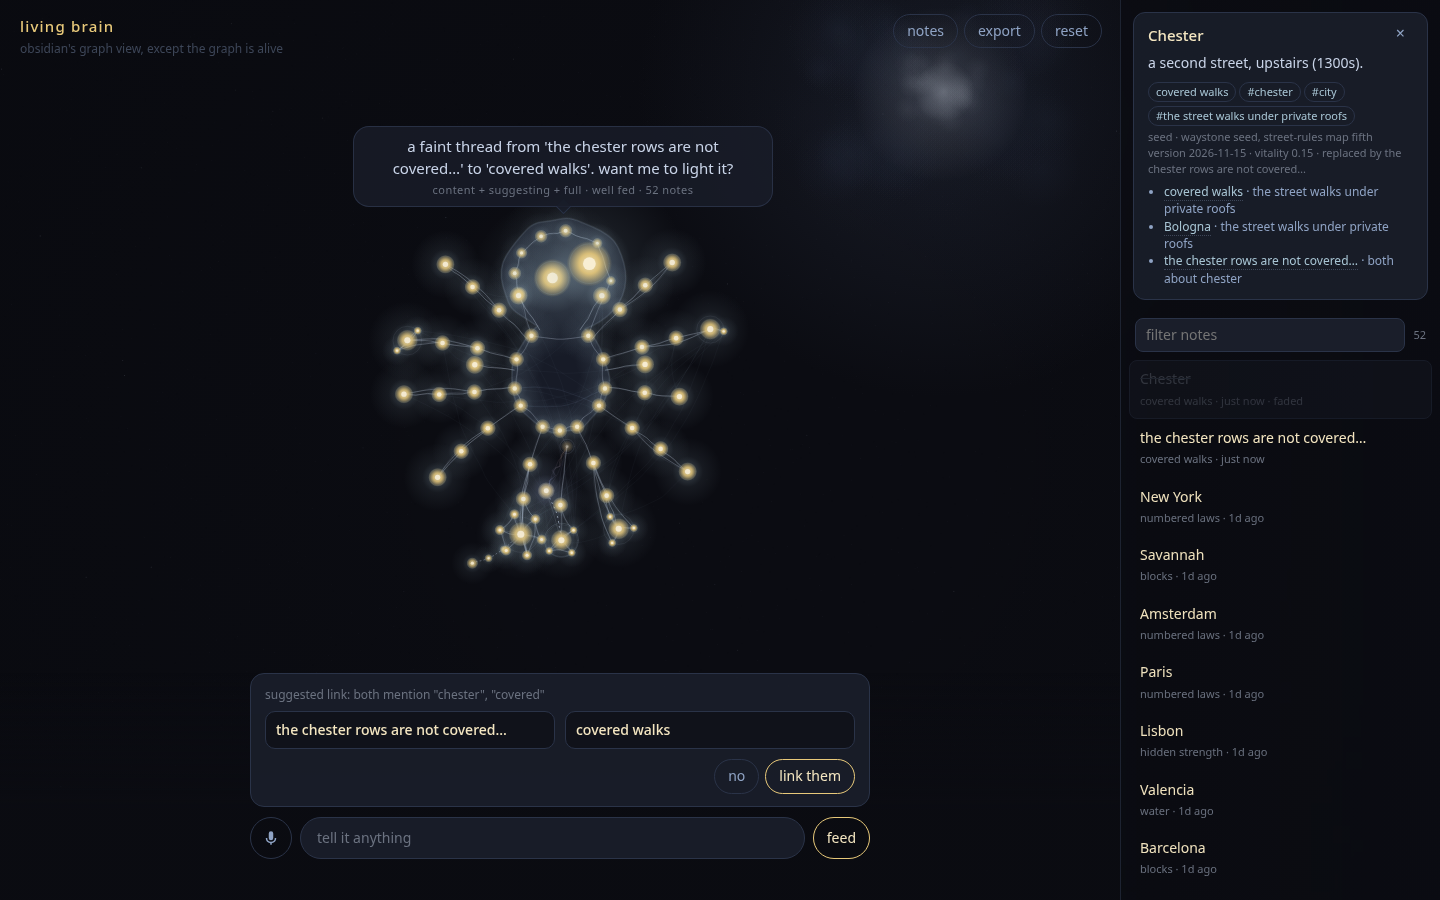 living brain
obsidian's graph view, except the graph is alive
notes
export
reset
a faint thread from 'the chester rows are not
covered...' to 'covered walks'. want me to light it?
content + suggesting + full · well fed · 52 notes
suggested link: both mention "chester", "covered"
the chester rows are not covered...
covered walks
no
link them
tell it anything
feed
Chester
×
a second street, upstairs (1300s).
covered walks
#chester
#city
#the street walks under private roofs
seed · waystone seed, street-rules map fifth
version 2026-11-15 · vitality 0.15 · replaced by the
chester rows are not covered...
• covered walks · the street walks under
private roofs
• Bologna · the street walks under private
roofs
• the chester rows are not covered... · both
about chester
filter notes
52
Chester
covered walks · just now · faded
the chester rows are not covered...
covered walks · just now
New York
numbered laws · 1d ago
Savannah
blocks · 1d ago
Amsterdam
numbered laws · 1d ago
Paris
numbered laws · 1d ago
Lisbon
hidden strength · 1d ago
Valencia
water · 1d ago
Barcelona
blocks · 1d ago